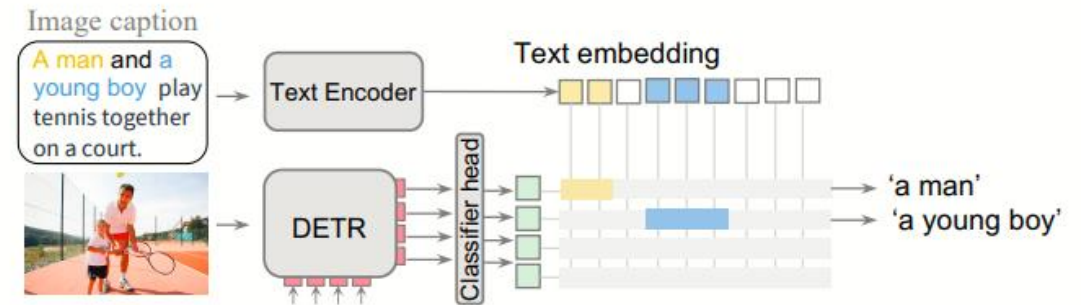 Image caption
A man and a
young boy play
tennis together
on a court.
Text Encoder
Text embedding
DETR
Classifier head
‘a man’
‘a young boy’